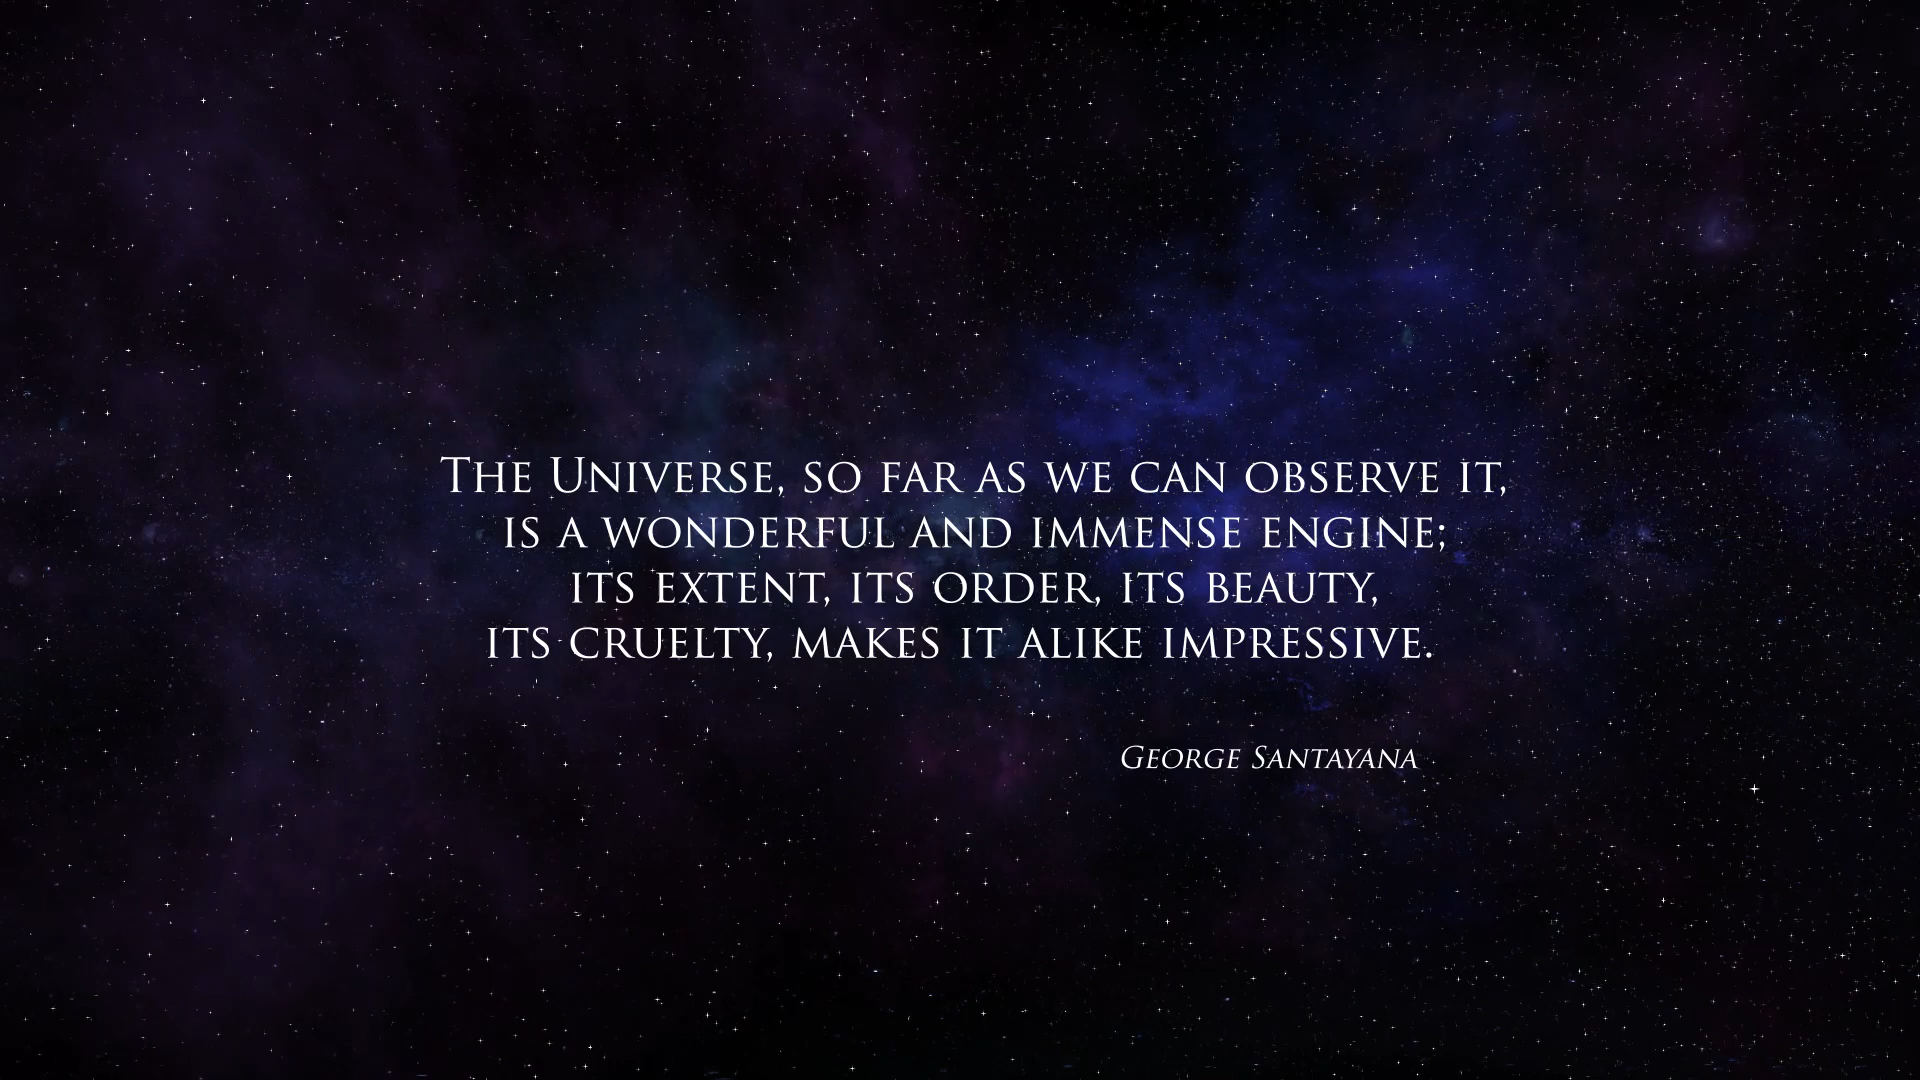 The Universe, so far as we can observe it,
is a wonderful and immense engine;
its extent, its order, its beauty,
its cruelty, makes it alike impressive.
George Santayana